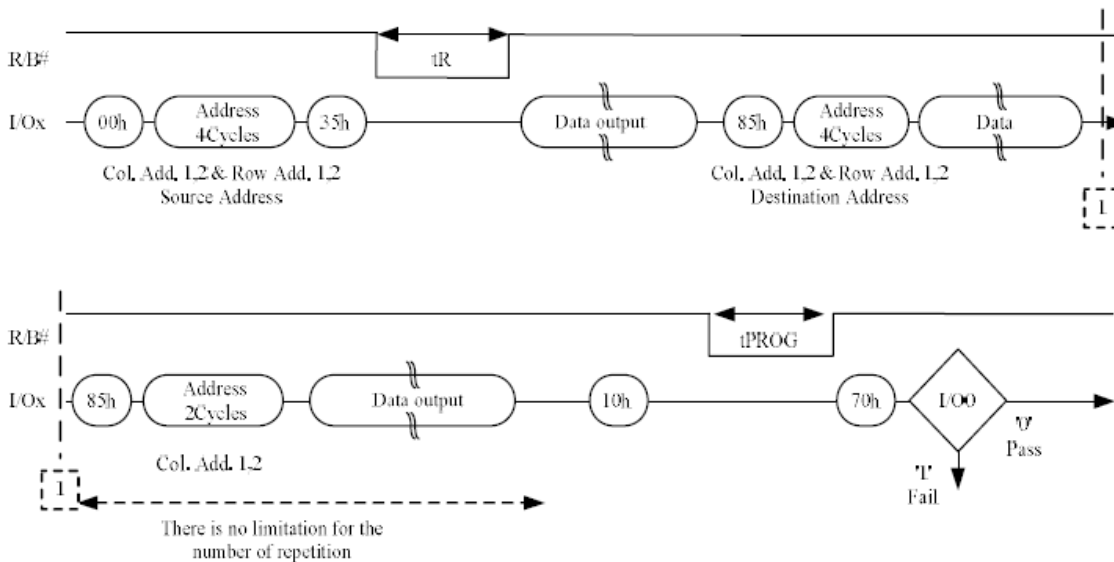 R/B#
tR
I/Ox
00h
Address
4Cycles
35h
Data output
85h
Address
4Cycles
Data
Col. Add. 1,2 & Row Add. 1,2
Source Address
Col. Add. 1,2 & Row Add. 1,2
Destination Address
1
R/B#
tPROG
I/Ox
85h
Address
2Cycles
Data output
10h
70h
I/O0
'0'
Pass
Col. Add. 1,2
1
'1'
Fail
There is no limitation for the
number of repetition